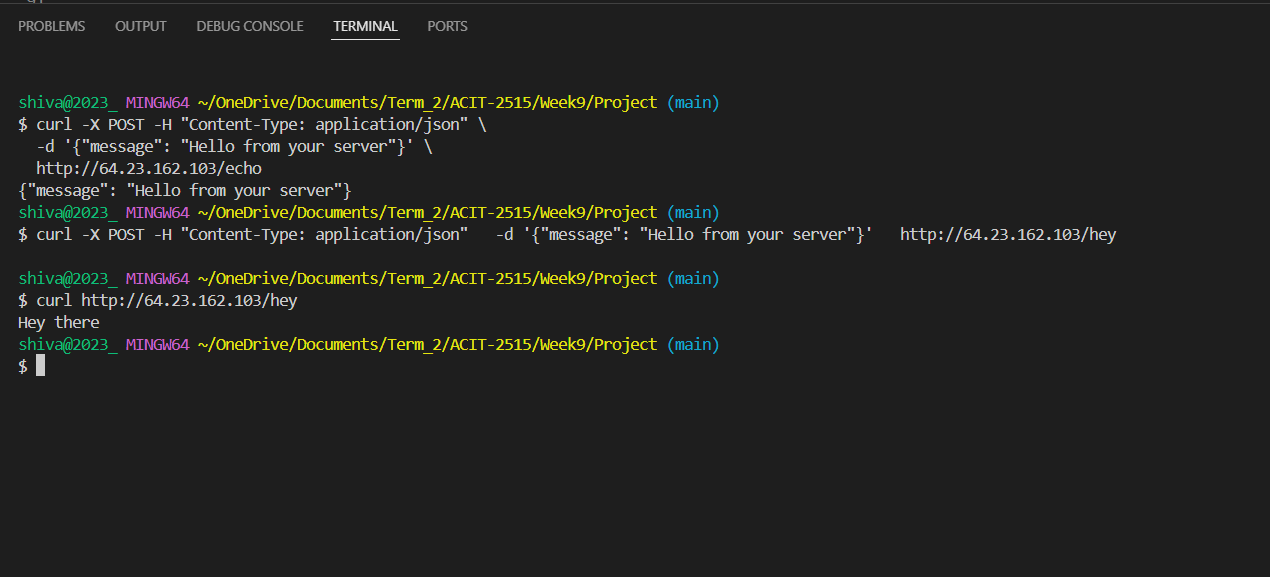 PROBLEMS OUTPUT DEBUG CONSOLE TERMINAL PORTS
shiva@2023_ MINGW64 ~/OneDrive/Documents/Term_2/ACIT-2515/Week9/Project (main)
$ curl -X POST -H "Content-Type: application/json" \
  -d '{"message": "Hello from your server"}' \
  http://64.23.162.103/echo
{"message": "Hello from your server"}
shiva@2023_ MINGW64 ~/OneDrive/Documents/Term_2/ACIT-2515/Week9/Project (main)
$ curl -X POST -H "Content-Type: application/json"   -d '{"message": "Hello from your server"}'   http://64.23.162.103/hey
shiva@2023_ MINGW64 ~/OneDrive/Documents/Term_2/ACIT-2515/Week9/Project (main)
$ curl http://64.23.162.103/hey
Hey there
shiva@2023_ MINGW64 ~/OneDrive/Documents/Term_2/ACIT-2515/Week9/Project (main)
$